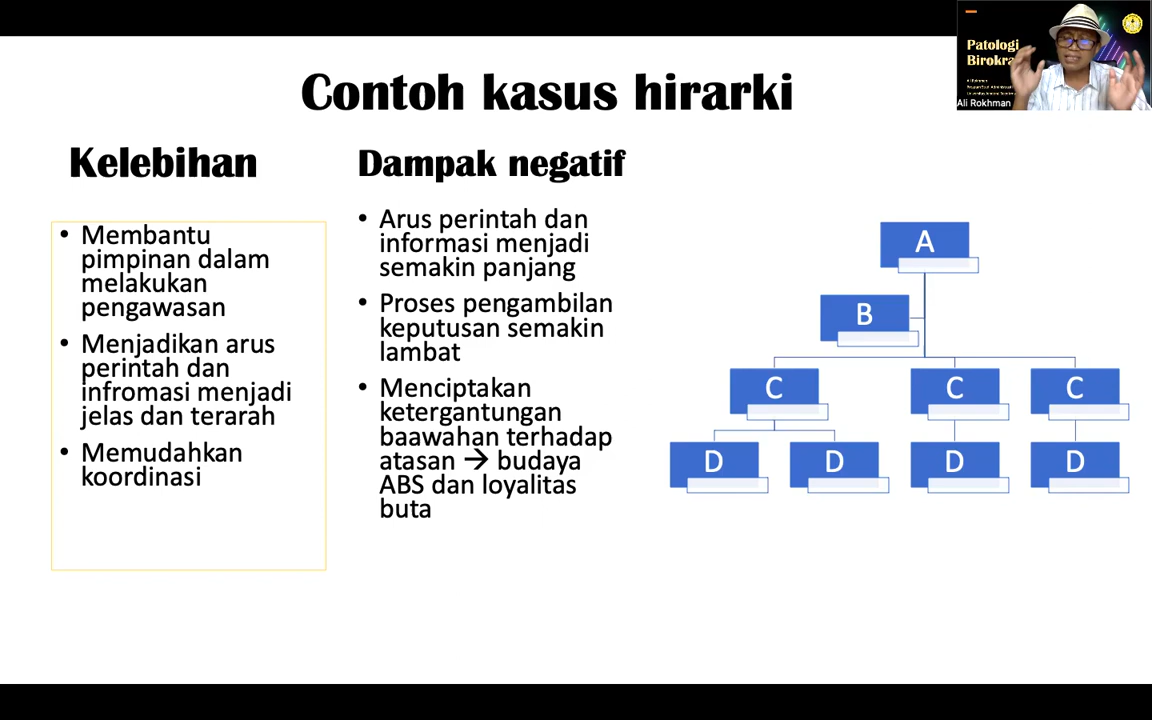 Contoh kasus hirarki
Kelebihan
• Membantu
pimpinan dalam
melakukan
pengawasan
• Menjadikan arus
perintah dan
infromasi menjadi
jelas dan terarah
• Memudahkan
koordinasi
Dampak negatif
• Arus perintah dan
informasi menjadi
semakin panjang
• Proses pengambilan
keputusan semakin
lambat
• Menciptakan
ketergantungan
baawahan terhadap
atasan → budaya
ABS dan loyalitas
buta
A
B
C C C
D D D D
Patologi
Ali Rokhman